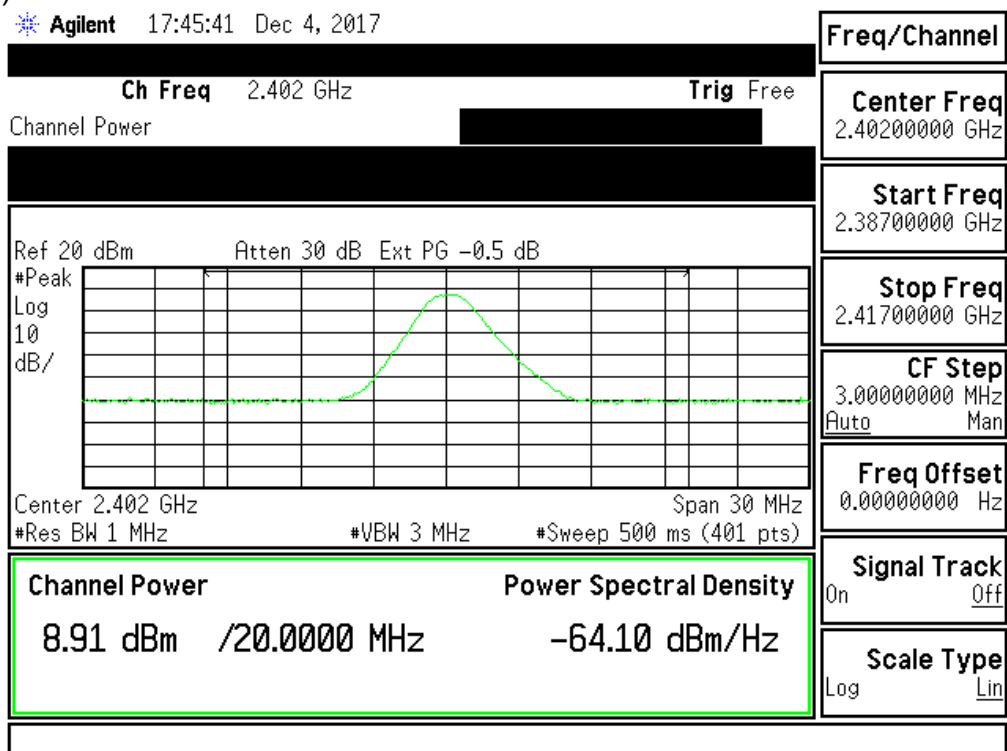 )
Agilent 17:45:41 Dec 4, 2017
Ch Freq 2.402 GHz Trig Free
Channel Power
Ref 20 dBm Atten 30 dB Ext PG -0.5 dB
#Peak
Log
10
dB/
Center 2.402 GHz Span 30 MHz
#Res BW 1 MHz #VBW 3 MHz #Sweep 500 ms (401 pts)
Channel Power Power Spectral Density
8.91 dBm /20.0000 MHz -64.10 dBm/Hz
Freq/Channel
Center Freq
2.40200000 GHz
Start Freq
2.38700000 GHz
Stop Freq
2.41700000 GHz
CF Step
3.00000000 MHz
Auto Man
Freq Offset
0.00000000 Hz
Signal Track
On Off
Scale Type
Log Lin